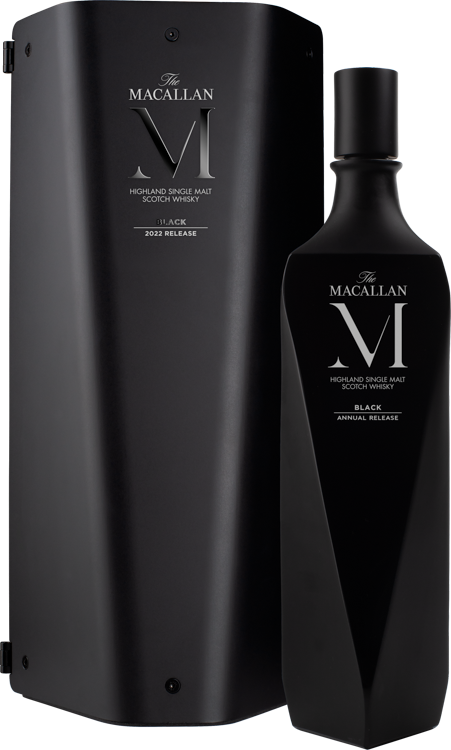 The
MACALLAN
M
HIGHLAND SINGLE MALT
SCOTCH WHISKY
BLACK
2022 RELEASE
The
MACALLAN
M
HIGHLAND SINGLE MALT
SCOTCH WHISKY
BLACK
ANNUAL RELEASE